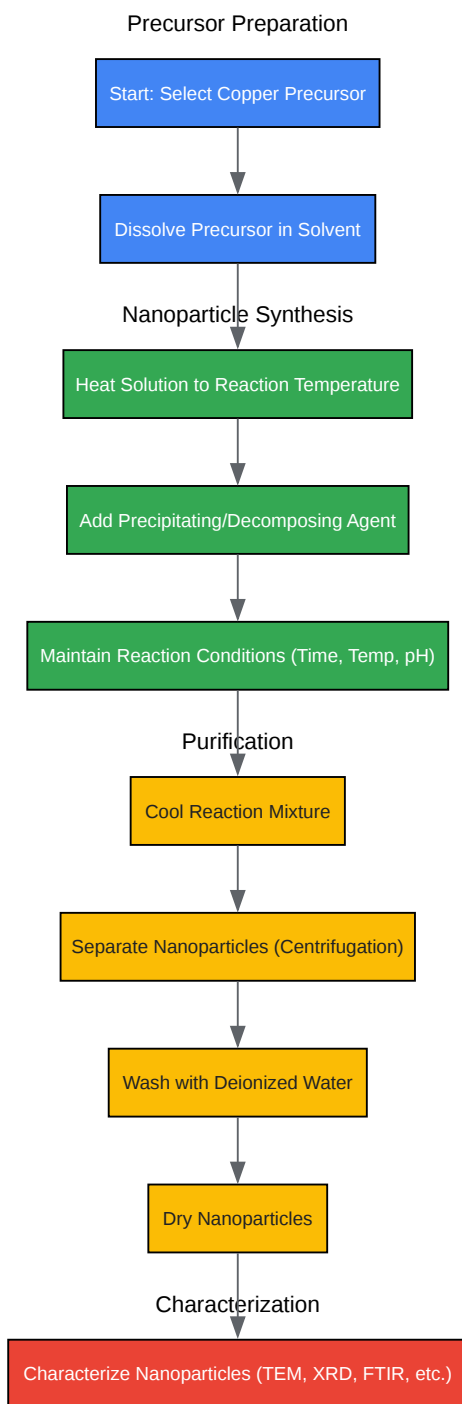 Precursor Preparation
Start: Select Copper Precursor
Dissolve Precursor in Solvent
Nanoparticle Synthesis
Heat Solution to Reaction Temperature
Add Precipitating/Decomposing Agent
Maintain Reaction Conditions (Time, Temp, pH)
Purification
Cool Reaction Mixture
Separate Nanoparticles (Centrifugation)
Wash with Deionized Water
Dry Nanoparticles
Characterization
Characterize Nanoparticles (TEM, XRD, FTIR, etc.)